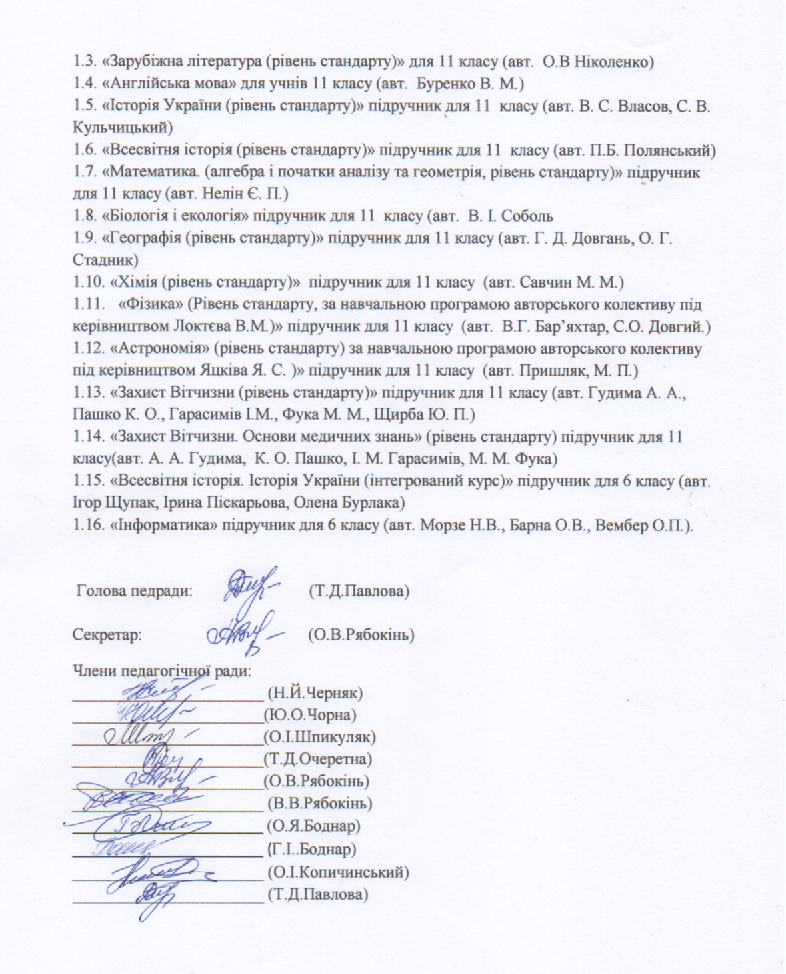 1.3. «Зарубіжна література (рівень стандарту)» для 11 класу (авт. О.В Ніколенко)
1.4. «Англійська мова» для учнів 11 класу (авт. Буренко В. М.)
1.5. «Історія України (рівень стандарту)» підручник для 11 класу (авт. В. С. Власов, С. В.
Кульчицький)
1.6. «Всесвітня історія (рівень стандарту)» підручник для 11 класу (авт. П.Б. Полянський)
1.7. «Математика. (алгебра і початки аналізу та геометрія, рівень стандарту)» підручник
для 11 класу (авт. Нелін Є. П.)
1.8. «Біологія і екологія» підручник для 11 класу (авт. В. І. Соболь
1.9. «Географія (рівень стандарту)» підручник для 11 класу (авт. Г. Д. Довгань, О. Г.
Стадник)
1.10. «Хімія (рівень стандарту)» підручник для 11 класу (авт. Савчин М. М.)
1.11. «Фізика» (Рівень стандарту, за навчальною програмою авторського колективу під
керівництвом Локтєва В.М.)» підручник для 11 класу (авт. В.Г. Бар’яхтар, С.О. Довгий.)
1.12. «Астрономія» (рівень стандарту) за навчальною програмою авторського колективу
під керівництвом Яцківа Я. С. )» підручник для 11 класу (авт. Пришляк, М. П.)
1.13. «Захист Вітчизни (рівень стандарту)» підручник для 11 класу (авт. Гудима А. А.,
Пашко К. О., Гарасимів І.М., Фука М. М., Щирба Ю. П.)
1.14. «Захист Вітчизни. Основи медичних знань» (рівень стандарту) підручник для 11
класу(авт. А. А. Гудима, К. О. Пашко, І. М. Гарасимів, М. М. Фука)
1.15. «Всесвітня історія. Історія України (інтегрований курс)» підручник для 6 класу (авт.
Ігор Щупак, Ірина Піскарьова, Олена Бурлака)
1.16. «Інформатика» підручник для 6 класу (авт. Морзе Н.В., Барна О.В., Вембер О.П.).
Голова педради: (Т.Д.Павлова)
Секретар: (О.В.Рябокінь)
Члени педагогічної ради:
(Н.Й.Черняк)
(Ю.О.Чорна)
(О.І.Шпикуляк)
(Т.Д.Очеретна)
(О.В.Рябокінь)
(В.В.Рябокінь)
(О.Я.Боднар)
(Г.І..Боднар)
(О.І.Копичинський)
(Т.Д.Павлова)